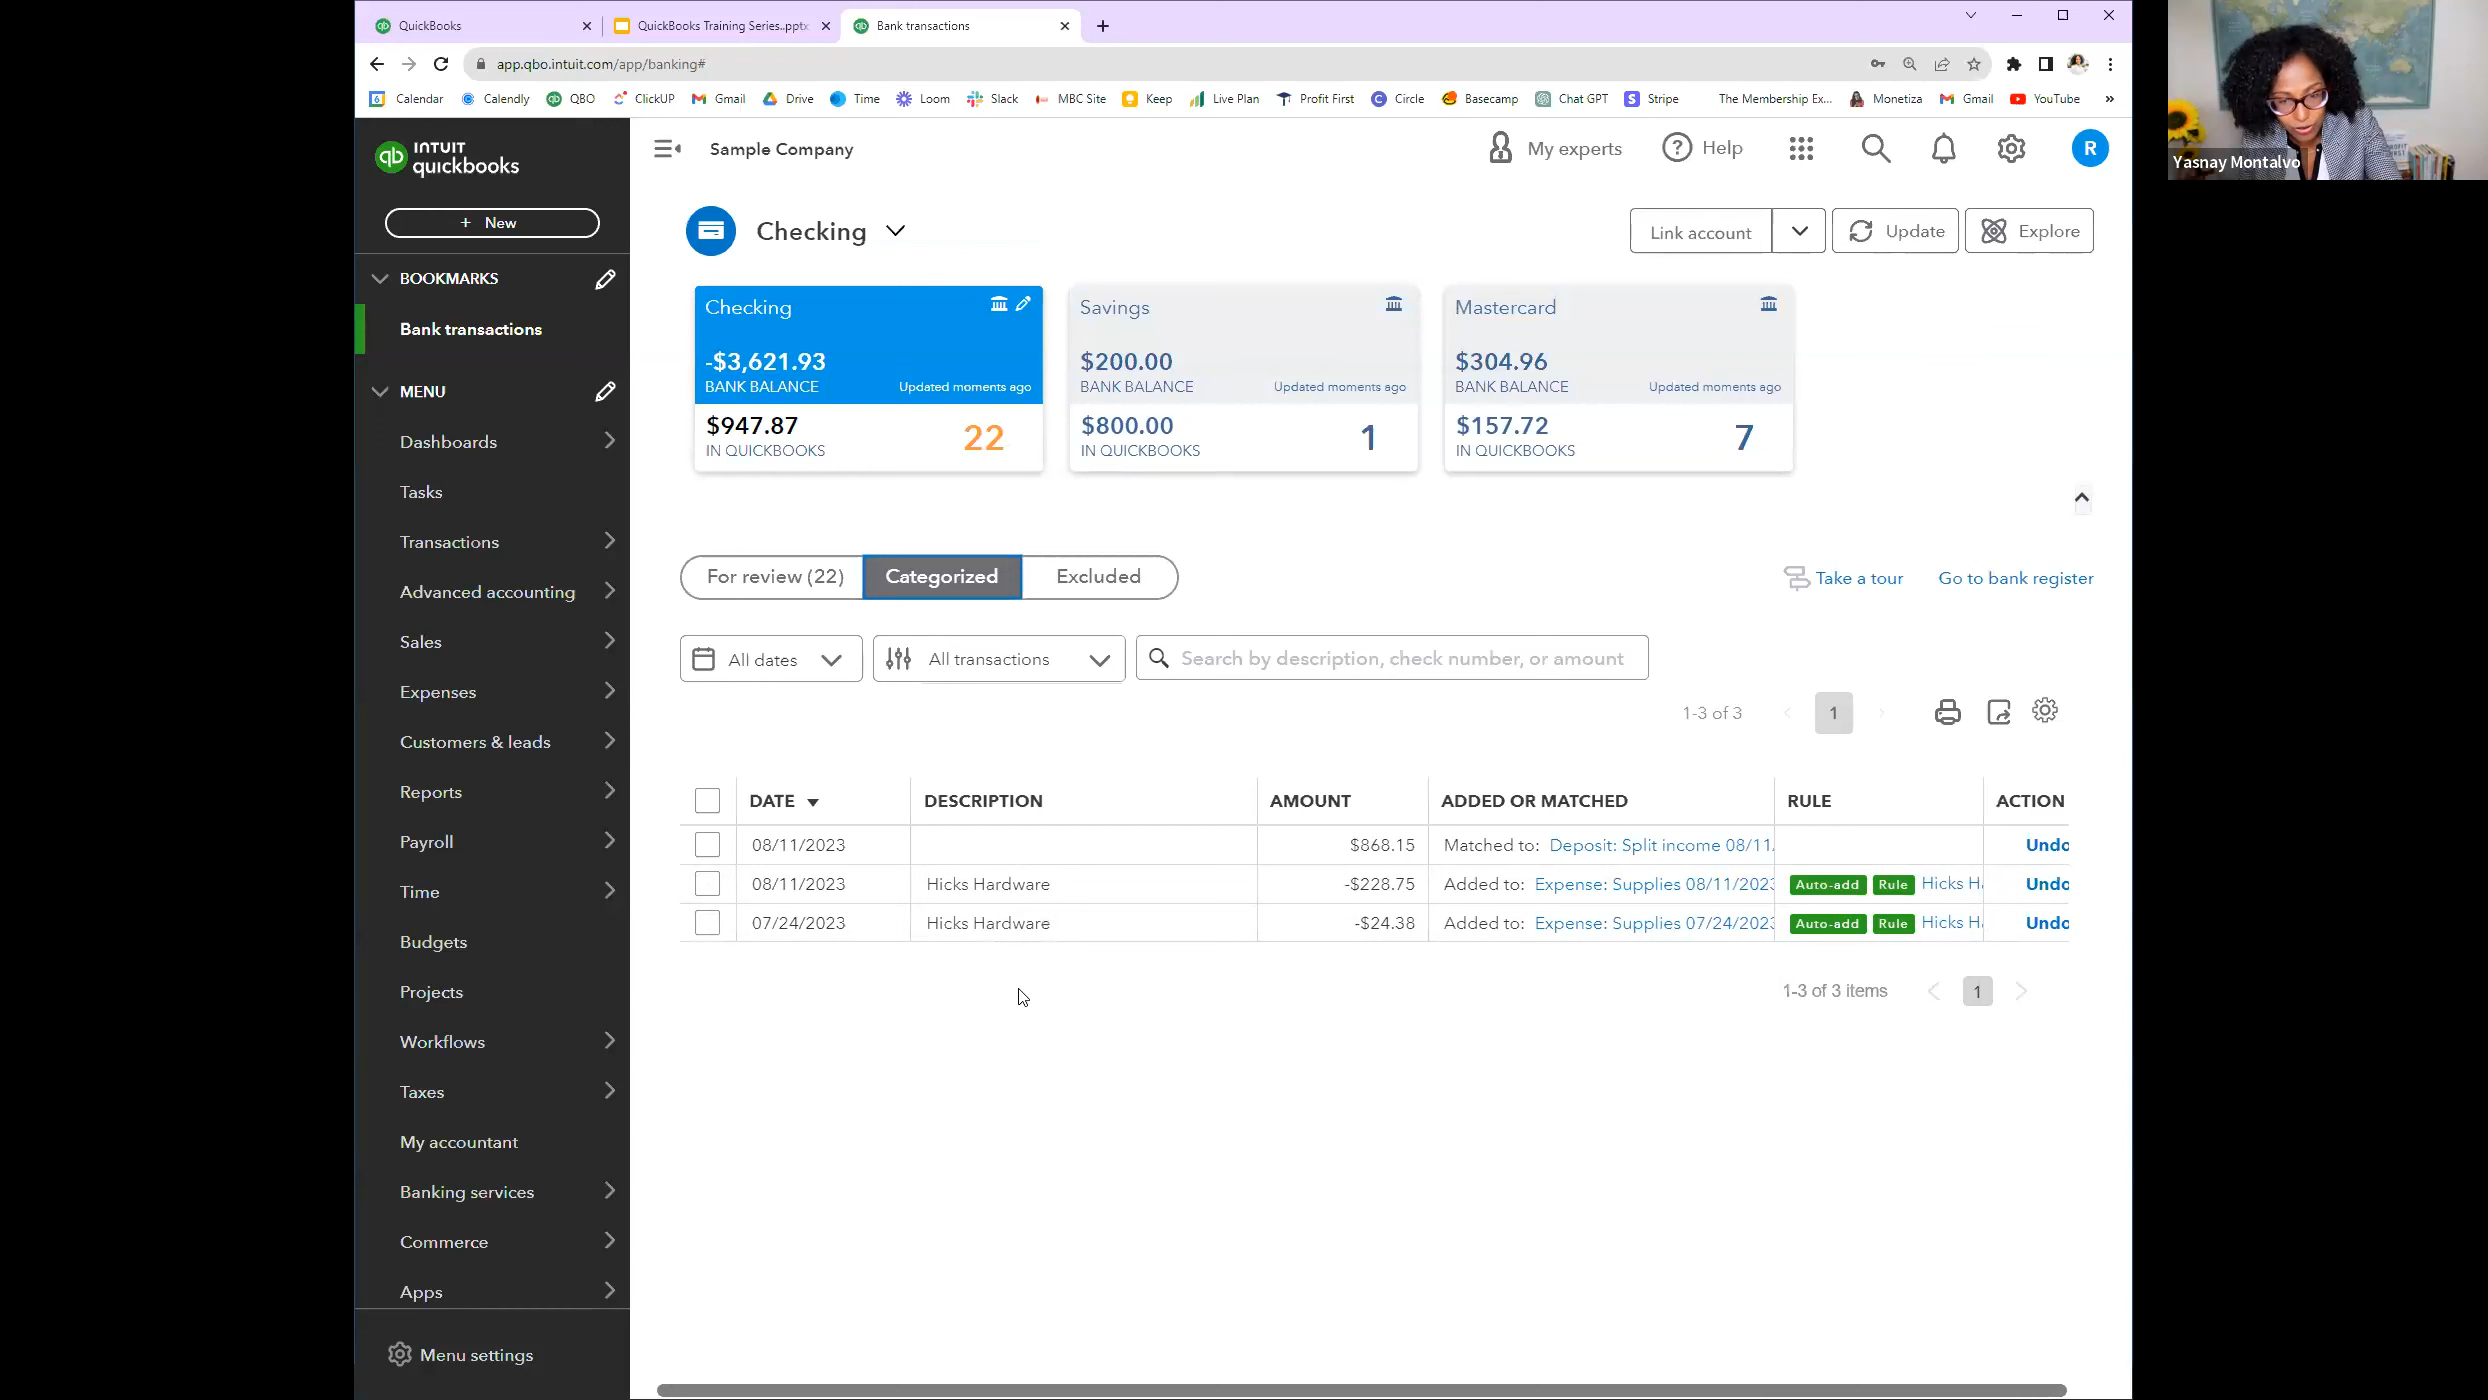 QuickBooks
QuickBooks Training Series..pptx
Bank transactions
app.qbo.intuit.com/app/banking#
Calendar Calendly QBO ClickUP Gmail Drive Time Loom Slack MBC Site Keep Live Plan Profit First Circle Basecamp Chat GPT Stripe The Membership Ex... Monetiza Gmail YouTube »
Yasnay Montalvo
INTUIT
quickbooks
+ New
BOOKMARKS
Bank transactions
MENU
Dashboards
Tasks
Transactions
Advanced accounting
Sales
Expenses
Customers & leads
Reports
Payroll
Time
Budgets
Projects
Workflows
Taxes
My accountant
Banking services
Commerce
Apps
Menu settings
Sample Company
My experts
Help
R
Checking
Link account
Update
Explore
Checking
-$3,621.93
BANK BALANCE Updated moments ago
$947.87
IN QUICKBOOKS
22
Savings
$200.00
BANK BALANCE Updated moments ago
$800.00
IN QUICKBOOKS
1
Mastercard
$304.96
BANK BALANCE Updated moments ago
$157.72
IN QUICKBOOKS
7
For review (22) Categorized Excluded
Take a tour Go to bank register
All dates All transactions Search by description, check number, or amount
1-3 of 3 1
DATE DESCRIPTION AMOUNT ADDED OR MATCHED RULE ACTION
08/11/2023 $868.15 Matched to: Deposit: Split income 08/11. Undo
08/11/2023 Hicks Hardware -$228.75 Added to: Expense: Supplies 08/11/2023 Auto-add Rule Hicks H Undo
07/24/2023 Hicks Hardware -$24.38 Added to: Expense: Supplies 07/24/2023 Auto-add Rule Hicks H Undo
1-3 of 3 items 1